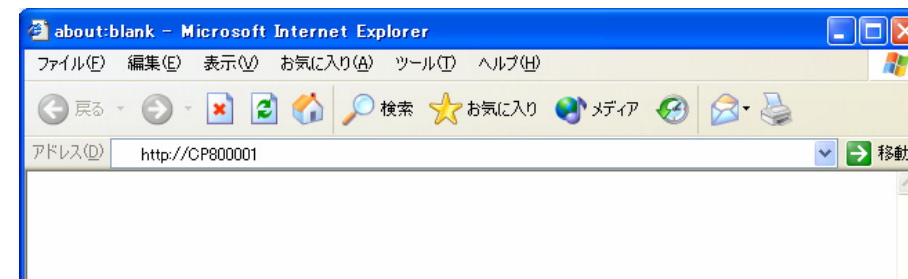 about:blank - Microsoft Internet Explorer
ファイル(F) 編集(E) 表示(V) お気に入り(A) ツール(T) ヘルプ(H)
戻る 検索 お気に入り メディア
アドレス(D) http://CP800001 移動